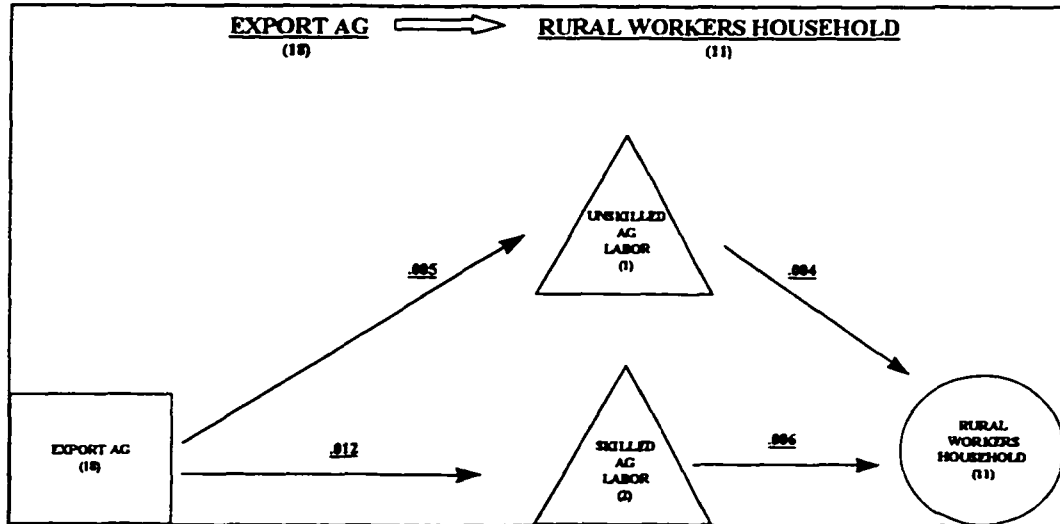 EXPORT AG RURAL WORKERS HOUSEHOLD
(18) (11)
UNSKILLED
AG
LABOR
(1)
.005
.004
EXPORT AG
(18)
.012
SKILLED
AG
LABOR
(2)
.006
RURAL
WORKERS
HOUSEHOLD
(11)